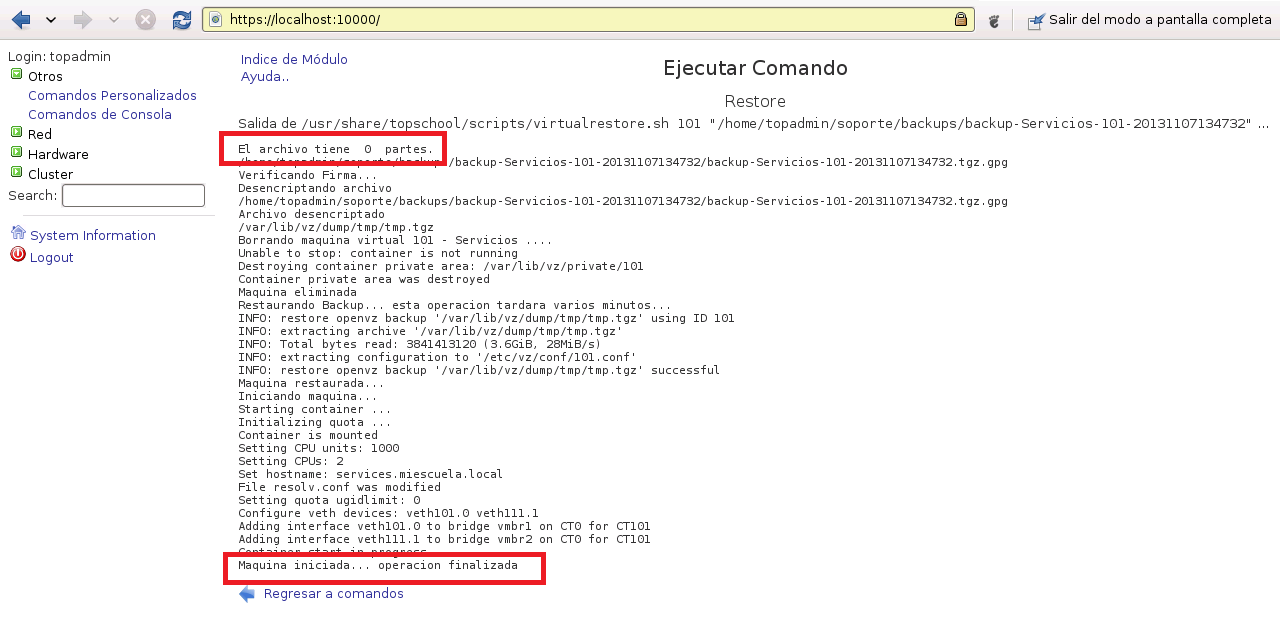 https://localhost:10000/
Salir del modo a pantalla completa
Login: topadmin
Otros
Comandos Personalizados
Comandos de Consola
Red
Hardware
Cluster
Search:
System Information
Logout
Indice de Módulo
Ayuda..
Ejecutar Comando
Restore
Salida de /usr/share/topschool/scripts/virtualrestore.sh 101 "/home/topadmin/soporte/backups/backup-Servicios-101-20131107134732" ...
El archivo tiene  0  partes.
/home/topadmin/soporte/backups/backup-Servicios-101-20131107134732/backup-Servicios-101-20131107134732.tgz.gpg
Verificando Firma...
Desencriptando archivo
/home/topadmin/soporte/backups/backup-Servicios-101-20131107134732/backup-Servicios-101-20131107134732.tgz.gpg
Archivo desencriptado
/var/lib/vz/dump/tmp/tmp.tgz
Borrando maquina virtual 101 - Servicios ....
Unable to stop: container is not running
Destroying container private area: /var/lib/vz/private/101
Container private area was destroyed
Maquina eliminada
Restaurando Backup... esta operacion tardara varios minutos...
INFO: restore openvz backup '/var/lib/vz/dump/tmp/tmp.tgz' using ID 101
INFO: extracting archive '/var/lib/vz/dump/tmp/tmp.tgz'
INFO: Total bytes read: 3841413120 (3.6GiB, 28MiB/s)
INFO: extracting configuration to '/etc/vz/conf/101.conf'
INFO: restore openvz backup '/var/lib/vz/dump/tmp/tmp.tgz' successful
Maquina restaurada...
Iniciando maquina...
Starting container ...
Initializing quota ...
Container is mounted
Setting CPU units: 1000
Setting CPUs: 2
Set hostname: services.miescuela.local
File resolv.conf was modified
Setting quota ugidlimit: 0
Configure veth devices: veth101.0 veth111.1
Adding interface veth101.0 to bridge vmbr1 on CT0 for CT101
Adding interface veth111.1 to bridge vmbr2 on CT0 for CT101
Container start in progress
Maquina iniciada... operacion finalizada
Regresar a comandos